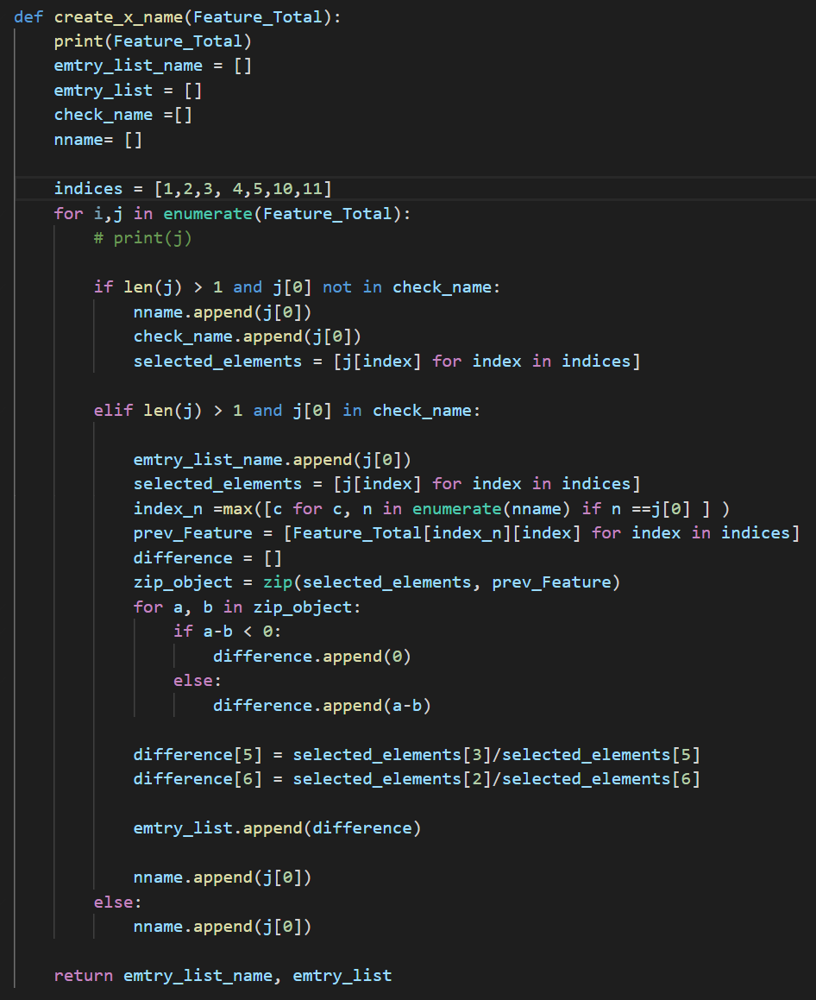 def create_x_name(Feature_Total):
    print(Feature_Total)
    emtry_list_name = []
    emtry_list = []
    check_name =[]
    nname= []

    indices = [1,2,3, 4,5,10,11]
    for i,j in enumerate(Feature_Total):
        # print(j)

        if len(j) > 1 and j[0] not in check_name:
            nname.append(j[0])
            check_name.append(j[0])
            selected_elements = [j[index] for index in indices]

        elif len(j) > 1 and j[0] in check_name:

            emtry_list_name.append(j[0])
            selected_elements = [j[index] for index in indices]
            index_n =max([c for c, n in enumerate(nname) if n ==j[0] ] )
            prev_Feature = [Feature_Total[index_n][index] for index in indices]
            difference = []
            zip_object = zip(selected_elements, prev_Feature)
            for a, b in zip_object:
                if a-b < 0:
                    difference.append(0)
                else:
                    difference.append(a-b)

            difference[5] = selected_elements[3]/selected_elements[5]
            difference[6] = selected_elements[2]/selected_elements[6]

            emtry_list.append(difference)

            nname.append(j[0])
        else:
            nname.append(j[0])

    return emtry_list_name, emtry_list